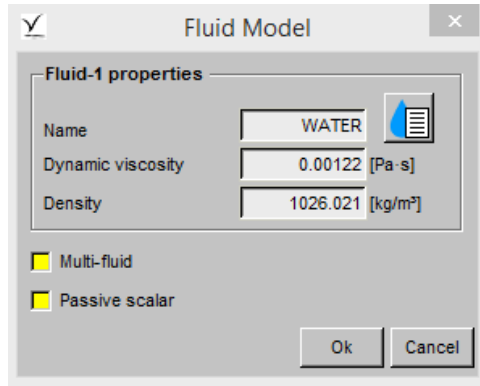 Fluid Model
Fluid-1 properties
Name WATER
Dynamic viscosity 0.00122 [Pa·s]
Density 1026.021 [kg/m³]
Multi-fluid
Passive scalar
Ok Cancel